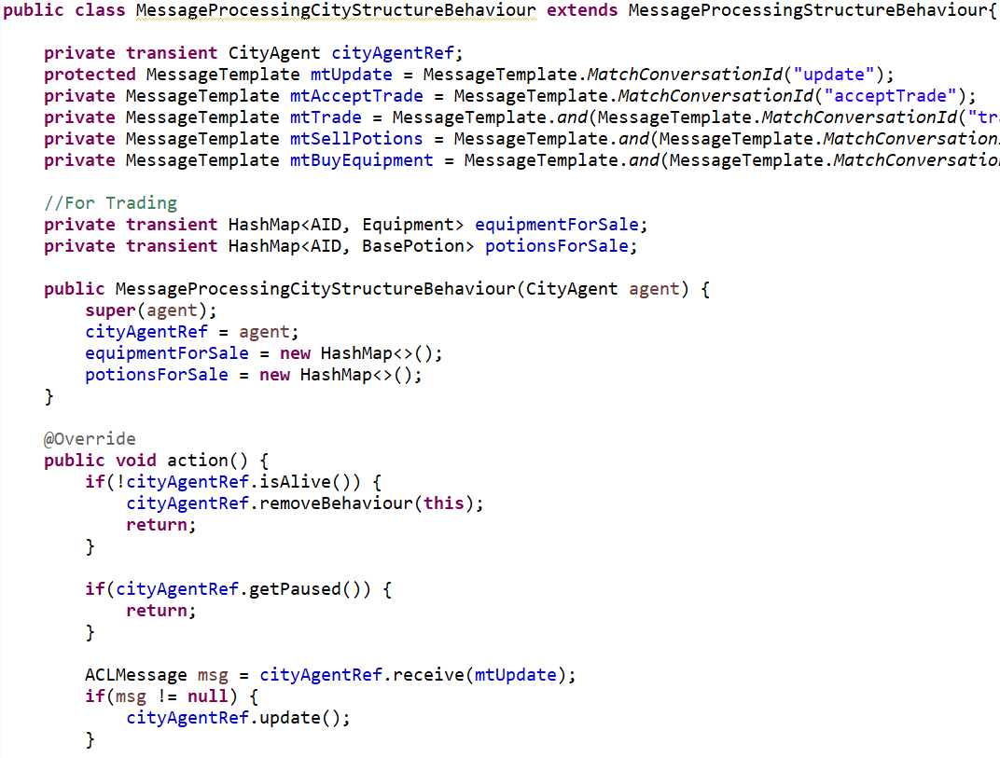 public class MessageProcessingCityStructureBehaviour extends MessageProcessingStructureBehaviour{
private transient CityAgent cityAgentRef;
protected MessageTemplate mtUpdate = MessageTemplate.MatchConversationId("update");
private MessageTemplate mtAcceptTrade = MessageTemplate.MatchConversationId("acceptTrade");
private MessageTemplate mtTrade = MessageTemplate.and(MessageTemplate.MatchConversationId("tr
private MessageTemplate mtSellPotions = MessageTemplate.and(MessageTemplate.MatchConversation
private MessageTemplate mtBuyEquipment = MessageTemplate.and(MessageTemplate.MatchConversatio
//For Trading
private transient HashMap<AID, Equipment> equipmentForSale;
private transient HashMap<AID, BasePotion> potionsForSale;
public MessageProcessingCityStructureBehaviour(CityAgent agent) {
super(agent);
cityAgentRef = agent;
equipmentForSale = new HashMap<>();
potionsForSale = new HashMap<>();
}
@Override
public void action() {
if(!cityAgentRef.isAlive()) {
cityAgentRef.removeBehaviour(this);
return;
}
if(cityAgentRef.getPaused()) {
return;
}
ACLMessage msg = cityAgentRef.receive(mtUpdate);
if(msg != null) {
cityAgentRef.update();
}